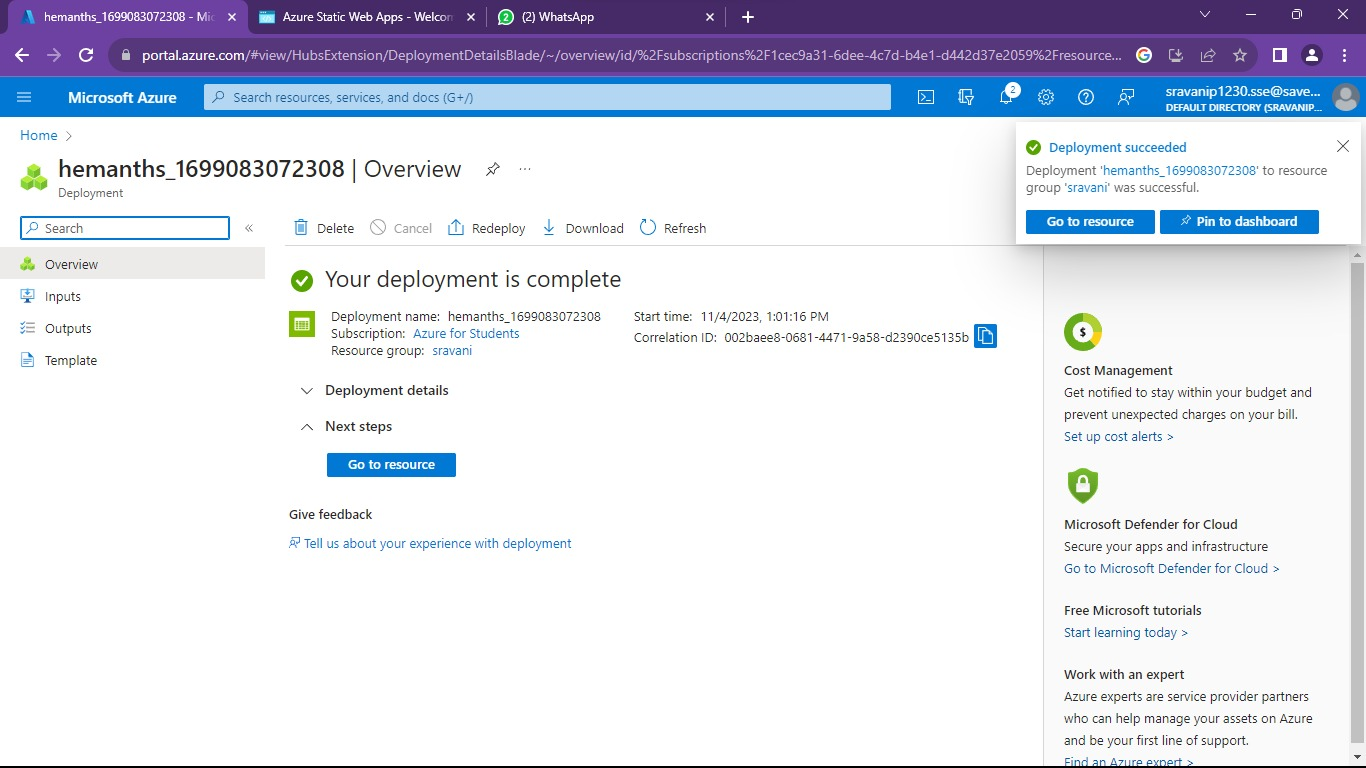 hemanths_1699083072308 - Mic
Azure Static Web Apps - Welcom
(2) WhatsApp
portal.azure.com/#view/HubsExtension/DeploymentDetailsBlade/~/overview/id/%2Fsubscriptions%2F1cec9a31-6dee-4c7d-b4e1-d442d37e2059%2Fresource...
Microsoft Azure
Search resources, services, and docs (G+/)
2
sravanip1230.sse@save...
DEFAULT DIRECTORY (SRAVANIP...
Home >
hemanths_1699083072308 | Overview
Deployment
Deployment succeeded
Deployment 'hemanths_1699083072308' to resource
group 'sravani' was successful.
Go to resource
Pin to dashboard
Search
Delete
Cancel
Redeploy
Download
Refresh
Overview
Inputs
Outputs
Template
Your deployment is complete
Deployment name: hemanths_1699083072308
Subscription: Azure for Students
Resource group: sravani
Start time: 11/4/2023, 1:01:16 PM
Correlation ID: 002baee8-0681-4471-9a58-d2390ce5135b
Deployment details
Next steps
Go to resource
Give feedback
Tell us about your experience with deployment
Cost Management
Get notified to stay within your budget and
prevent unexpected charges on your bill.
Set up cost alerts >
Microsoft Defender for Cloud
Secure your apps and infrastructure
Go to Microsoft Defender for Cloud >
Free Microsoft tutorials
Start learning today >
Work with an expert
Azure experts are service provider partners
who can help manage your assets on Azure
and be your first line of support.
Find an Azure expert >